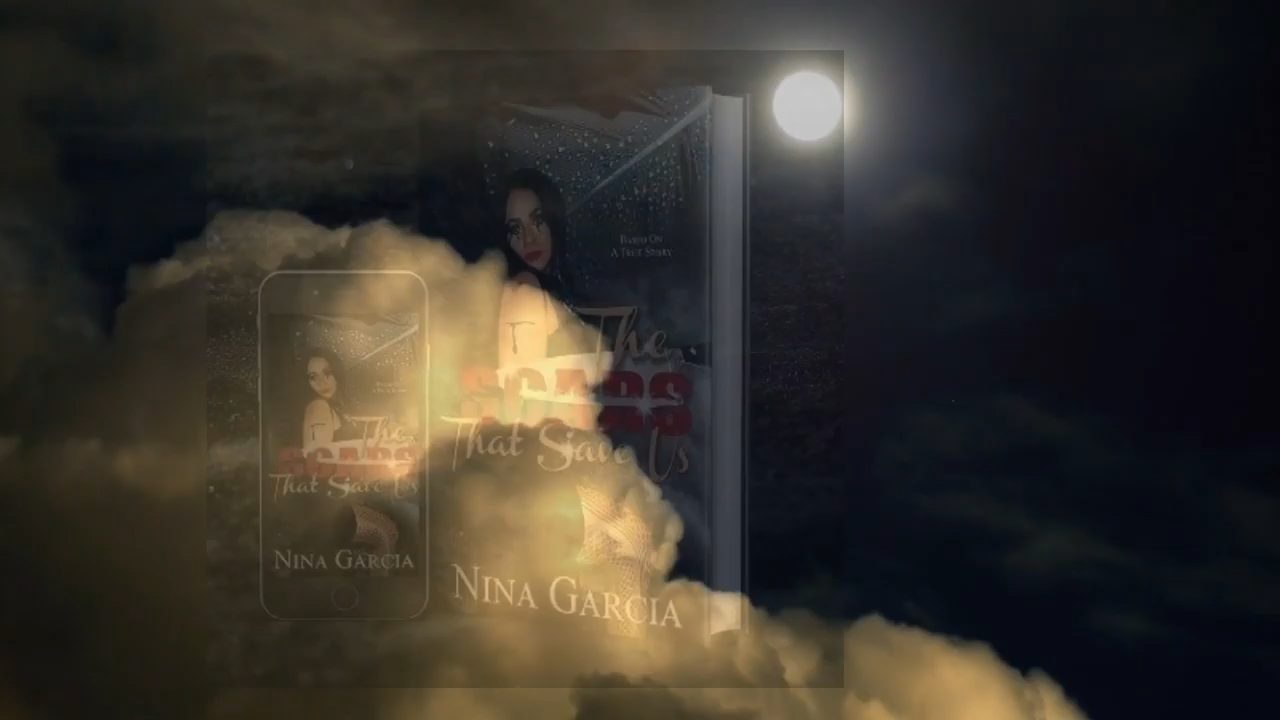 Based On
A True Story
The
SCARS
That Save Us
Nina Garcia
The
SCARS
That Save Us
Nina Garcia